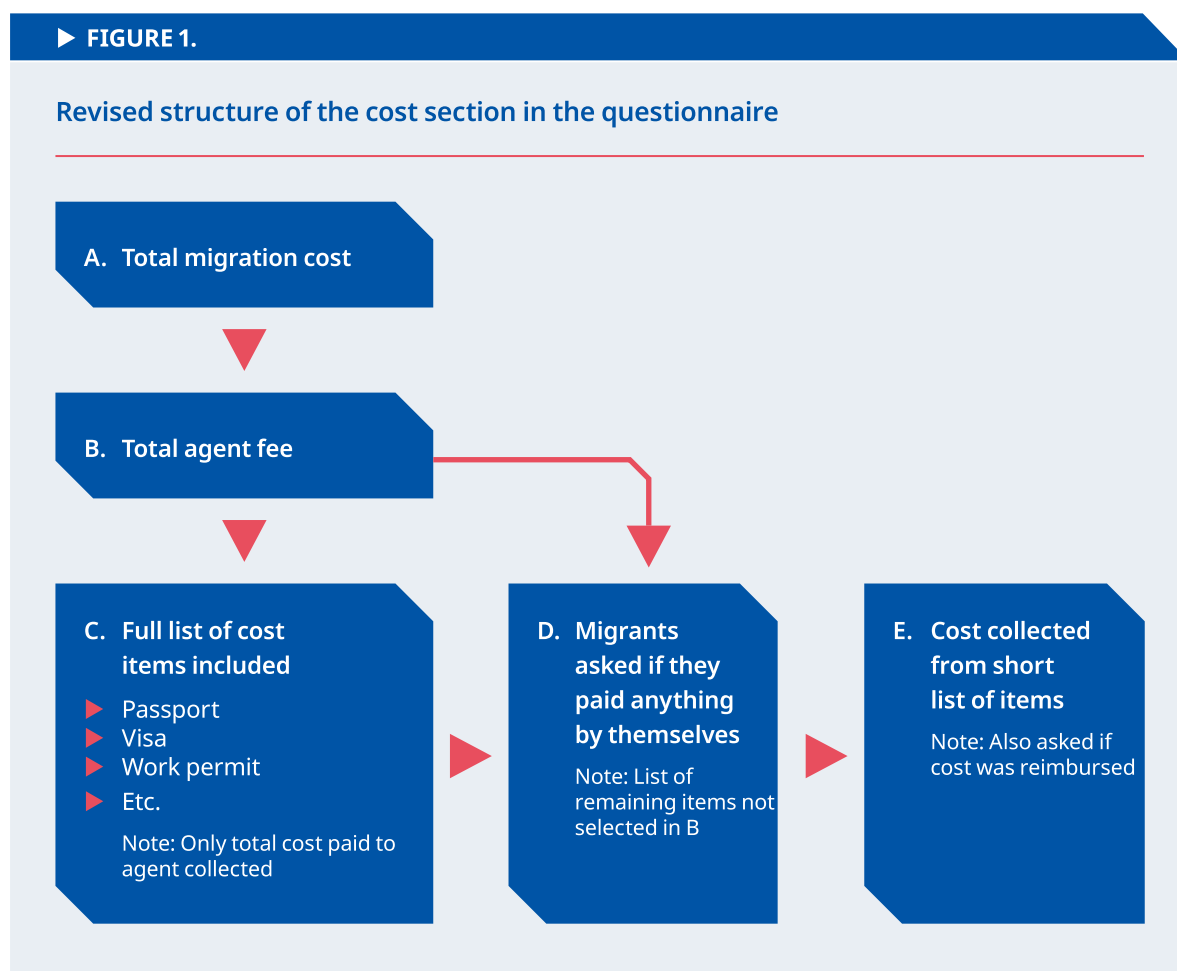 FIGURE 1.
Revised structure of the cost section in the questionnaire
A. Total migration cost
B. Total agent fee
C. Full list of cost
items included
Passport
Visa
Work permit
Etc.
Note: Only total cost paid to
agent collected
D. Migrants
asked if they
paid anything
by themselves
Note: List of
remaining items not
selected in B
E. Cost collected
from short
list of items
Note: Also asked if
cost was reimbursed